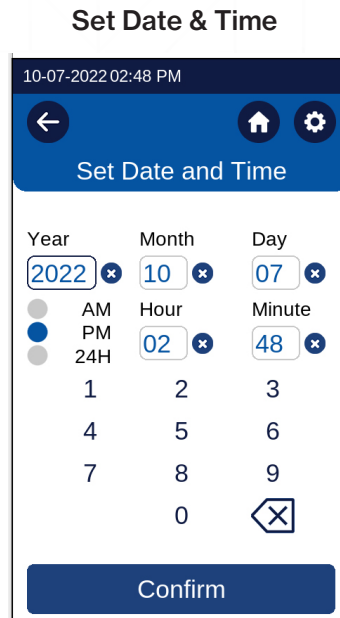 Set Date & Time
10-07-2022 02:48 PM
Set Date and Time
Year Month Day
2022 10 07
AM Hour Minute
PM
24H
02 48
1 2 3
4 5 6
7 8 9
0
Confirm